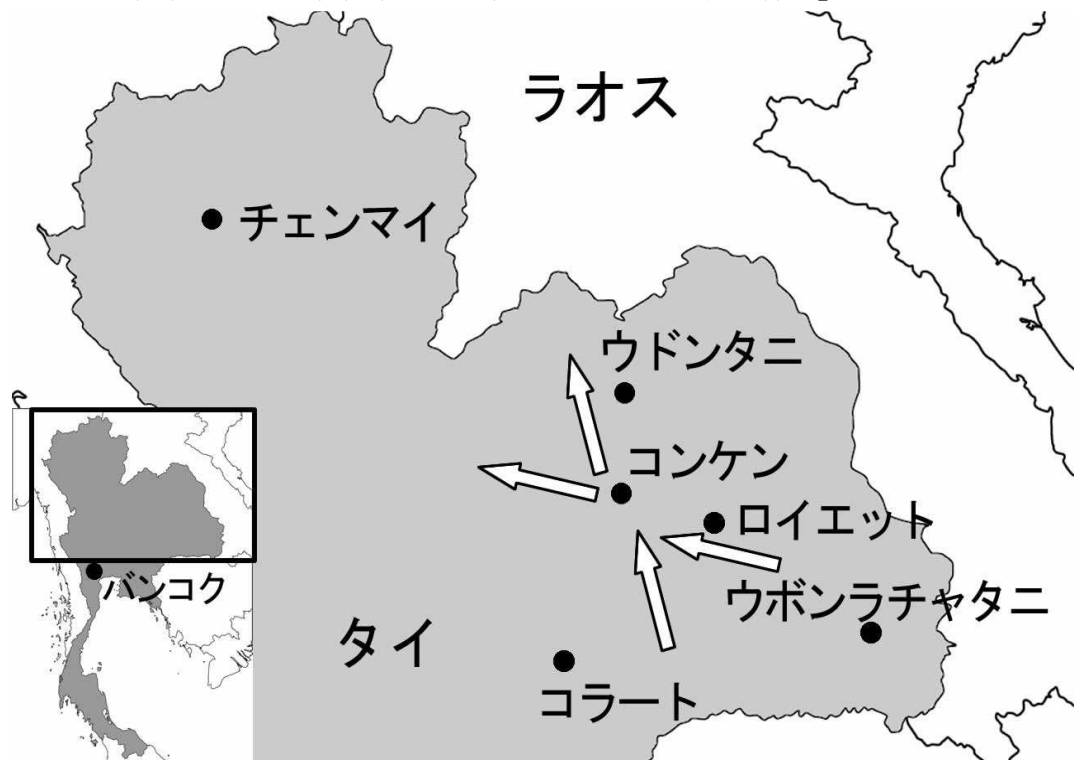 ラオス
チェンマイ
ウドンタニ
コンケン
ロイエット
バンコク
ウボンラチャタニ
タイ
コラート